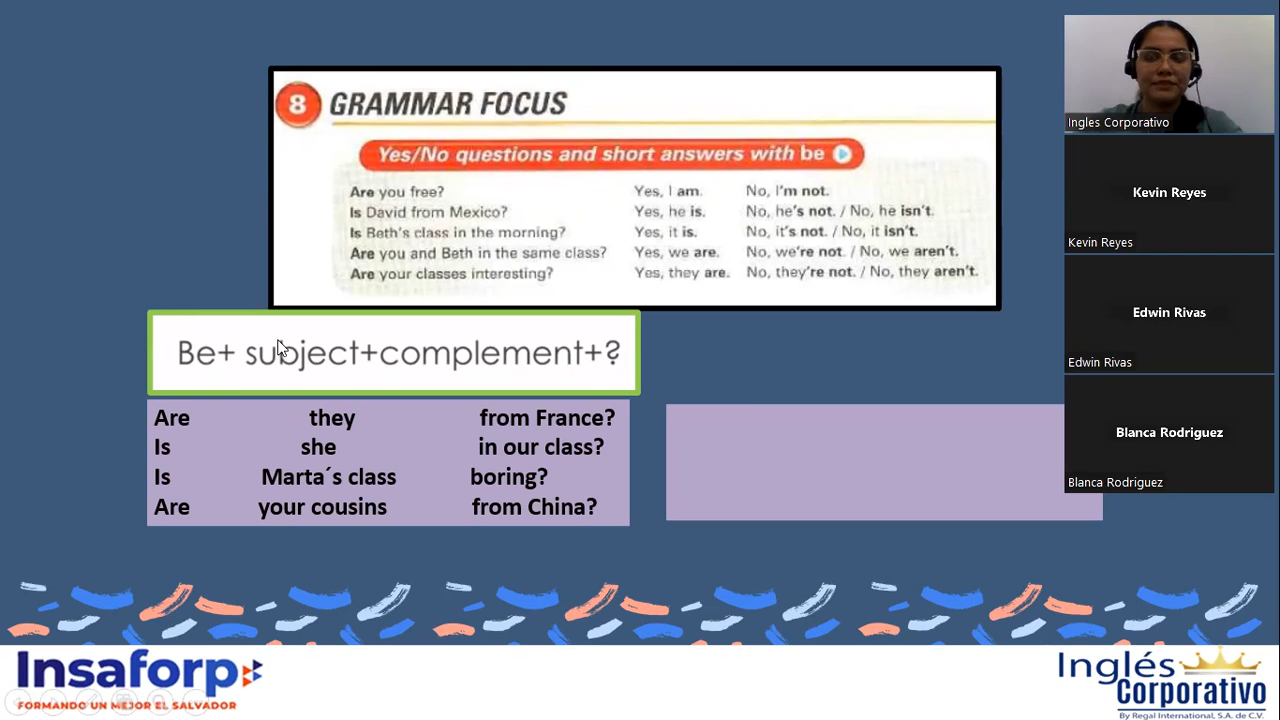 8 GRAMMAR FOCUS
Yes/No questions and short answers with be
Are you free? Yes, I am. No, I'm not.
Is David from Mexico? Yes, he is. No, he's not. / No, he isn't.
Is Beth's class in the morning? Yes, it is. No, it's not. / No, it isn't.
Are you and Beth in the same class? Yes, we are. No, we're not. / No, we aren't.
Are your classes interesting? Yes, they are. No, they're not. / No, they aren't.
Be+ subject+complement+?
Are they from France?
Is she in our class?
Is Marta´s class boring?
Are your cousins from China?
Ingles Corporativo
Kevin Reyes
Kevin Reyes
Edwin Rivas
Edwin Rivas
Blanca Rodriguez
Blanca Rodriguez
Insaforp
FORMANDO UN MEJOR EL SALVADOR
Inglés
Corporativo
By Regal International, S.A. de C.V.